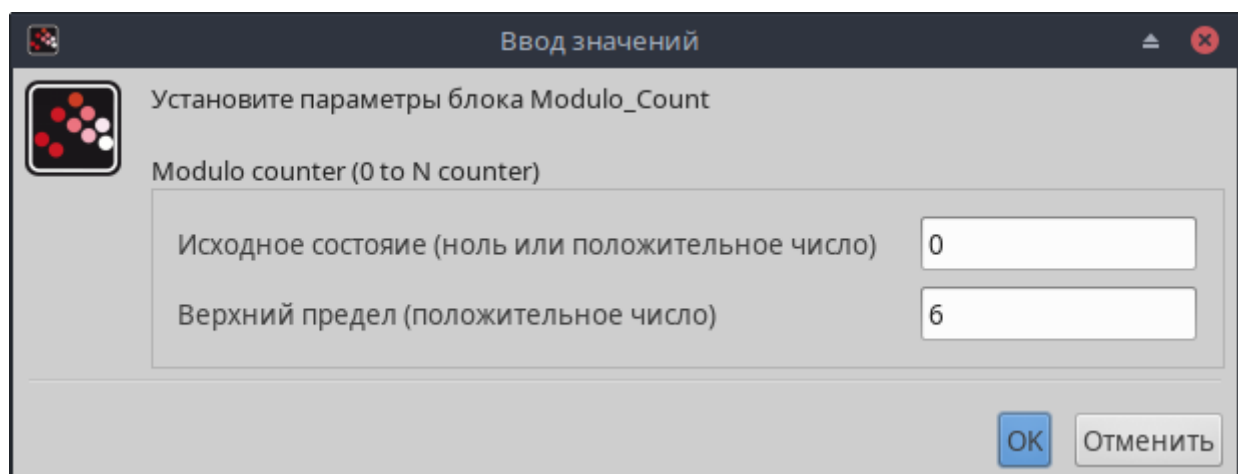 Ввод значений
Установите параметры блока Modulo_Count
Modulo counter (0 to N counter)
Исходное состояие (ноль или положительное число) 0
Верхний предел (положительное число) 6
OK Отменить